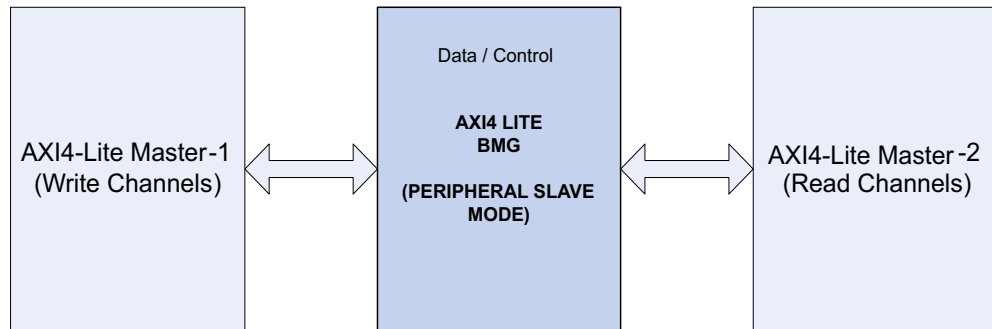 AXI4-Lite Master-1
(Write Channels)
Data / Control
AXI4 LITE
BMG
(PERIPHERAL SLAVE
MODE)
AXI4-Lite Master-2
(Read Channels)